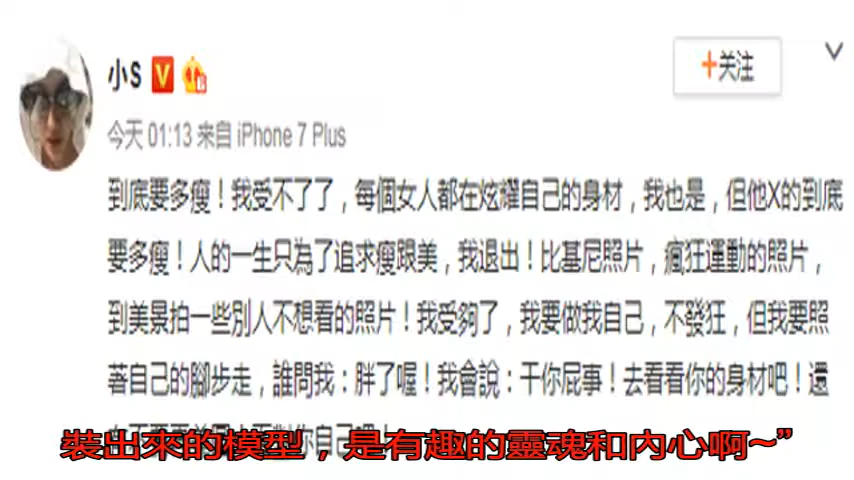 小S
+关注
今天 01:13 来自 iPhone 7 Plus
到底要多瘦！我受不了了，每個女人都在炫耀自己的身材，我也是，但他X的到底
要多瘦！人的一生只為了追求瘦跟美，我退出！比基尼照片，瘋狂運動的照片，
到美景拍一些別人不想看的照片！我受夠了，我要做我自己，不發狂，但我要照
著自己的腳步走，誰問我：胖了喔！我會說：干你屁事！去看看你的身材吧！還
裝出來的模型，是有趣的靈魂和內心啊~”